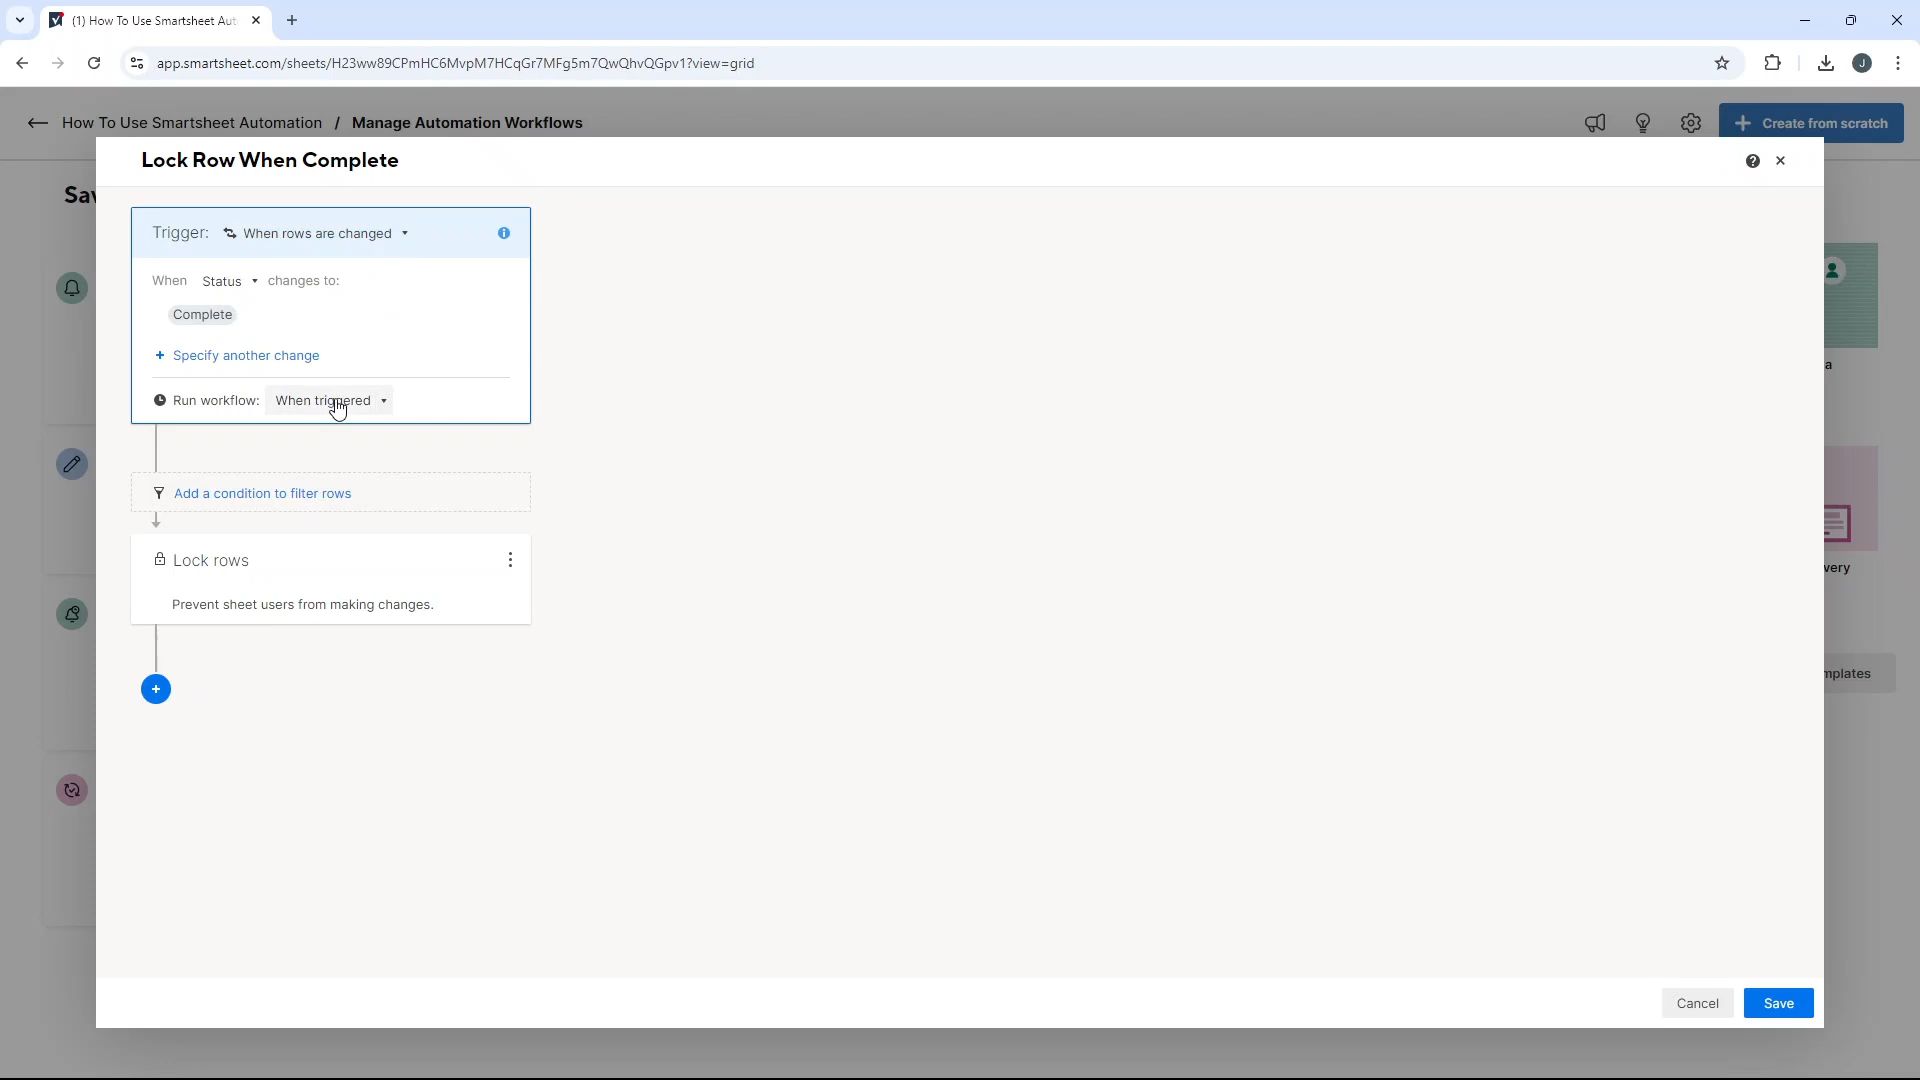 (1) How To Use Smartsheet Aut
app.smartsheet.com/sheets/H23ww89CPmHC6MvpM7HCqGr7MFg5m7QwQhvQGpv1?view=grid
J
How To Use Smartsheet Automation / Manage Automation Workflows
+ Create from scratch
Lock Row When Complete
Sav
Trigger: When rows are changed
When Status changes to:
Complete
+ Specify another change
Run workflow: When triggered
a
Add a condition to filter rows
Lock rows
very
Prevent sheet users from making changes.
mplates
Cancel
Save